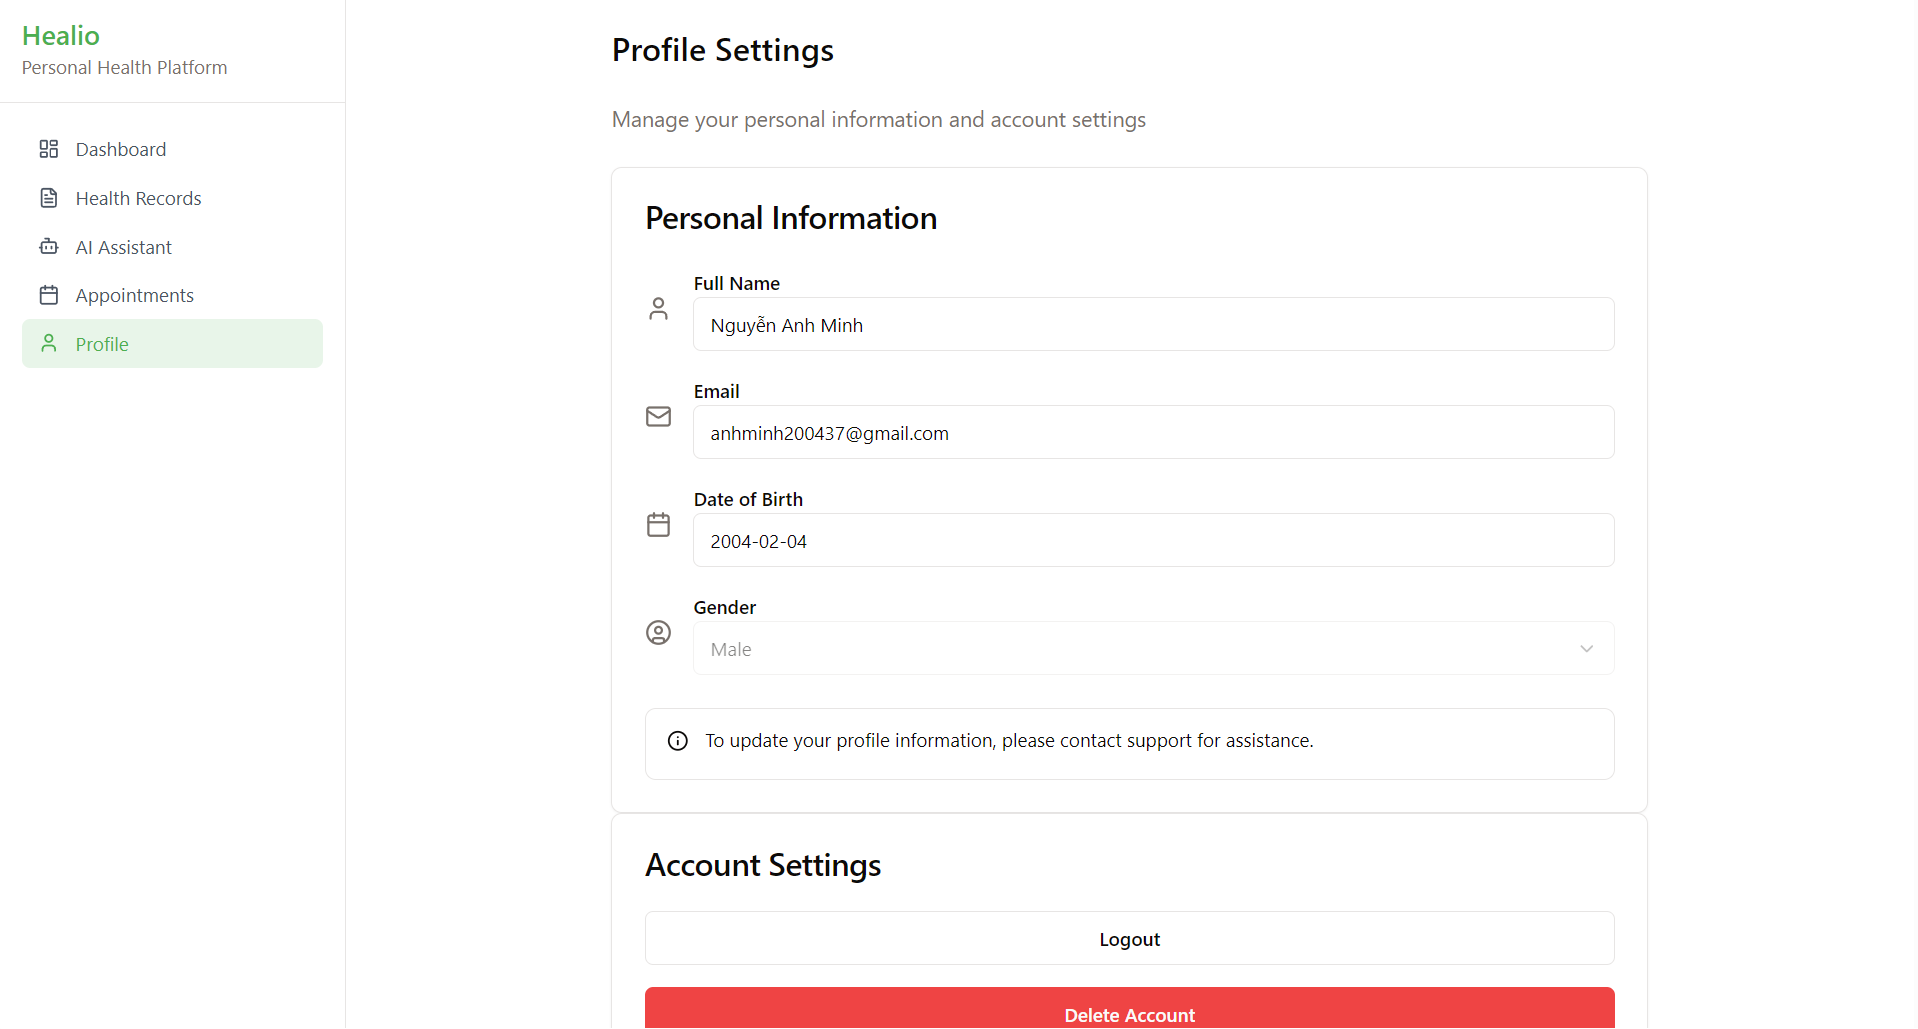 Healio
Personal Health Platform
Dashboard
Health Records
AI Assistant
Appointments
Profile
Profile Settings
Manage your personal information and account settings
Personal Information
Full Name
Nguyễn Anh Minh
Email
anhminh200437@gmail.com
Date of Birth
2004-02-04
Gender
Male
To update your profile information, please contact support for assistance.
Account Settings
Logout
Delete Account